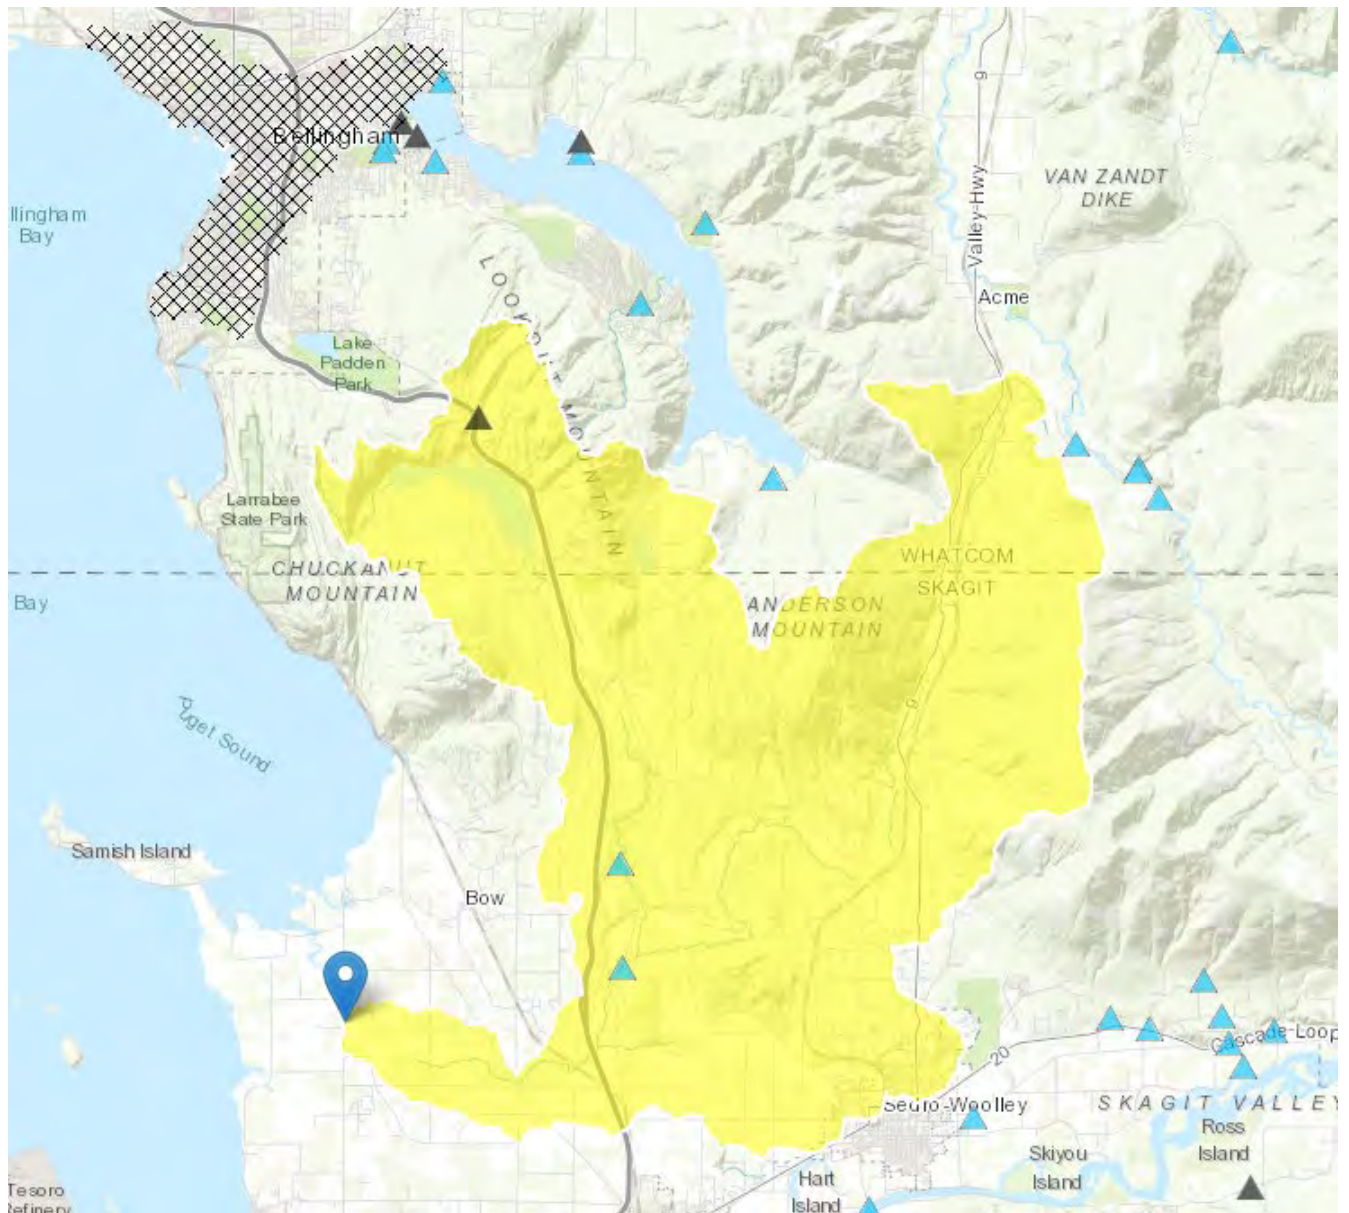 Bellingham
9
Valley-Hwy
VAN ZANDT
DIKE
llingham
Bay
LOOKOUT MOUNTAIN
Acme
Lake
Padden
Park
Larrabee
State Park
WHATCOM
SKAGIT
CHUCKANUT
MOUNTAIN
Bay
ANDERSON
MOUNTAIN
9
Puget Sound
Samish Island
Bow
20
Cascade-Loop
Sedro-Woolley
SKAGIT VALLEY
Ross
Island
Skiyou
Island
Hart
Island
Tesoro
Refinery